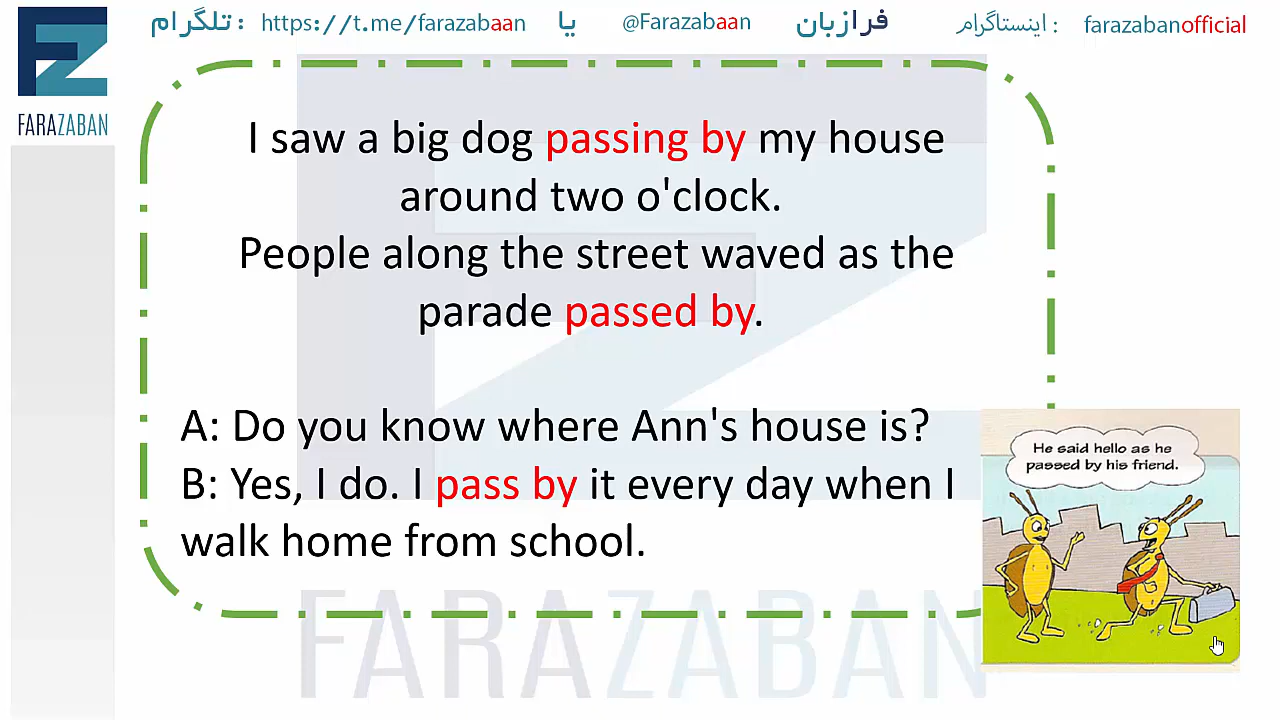 تلگرام : https://t.me/farazabaan یا @Farazabaan فرازبان اینستاگرام : farazabanofficial
FZ
FARAZABAN
I saw a big dog passing by my house
around two o'clock.
People along the street waved as the
parade passed by.
A: Do you know where Ann's house is?
B: Yes, I do. I pass by it every day when I
walk home from school.
He said hello as he
passed by his friend.
FARAZABAN